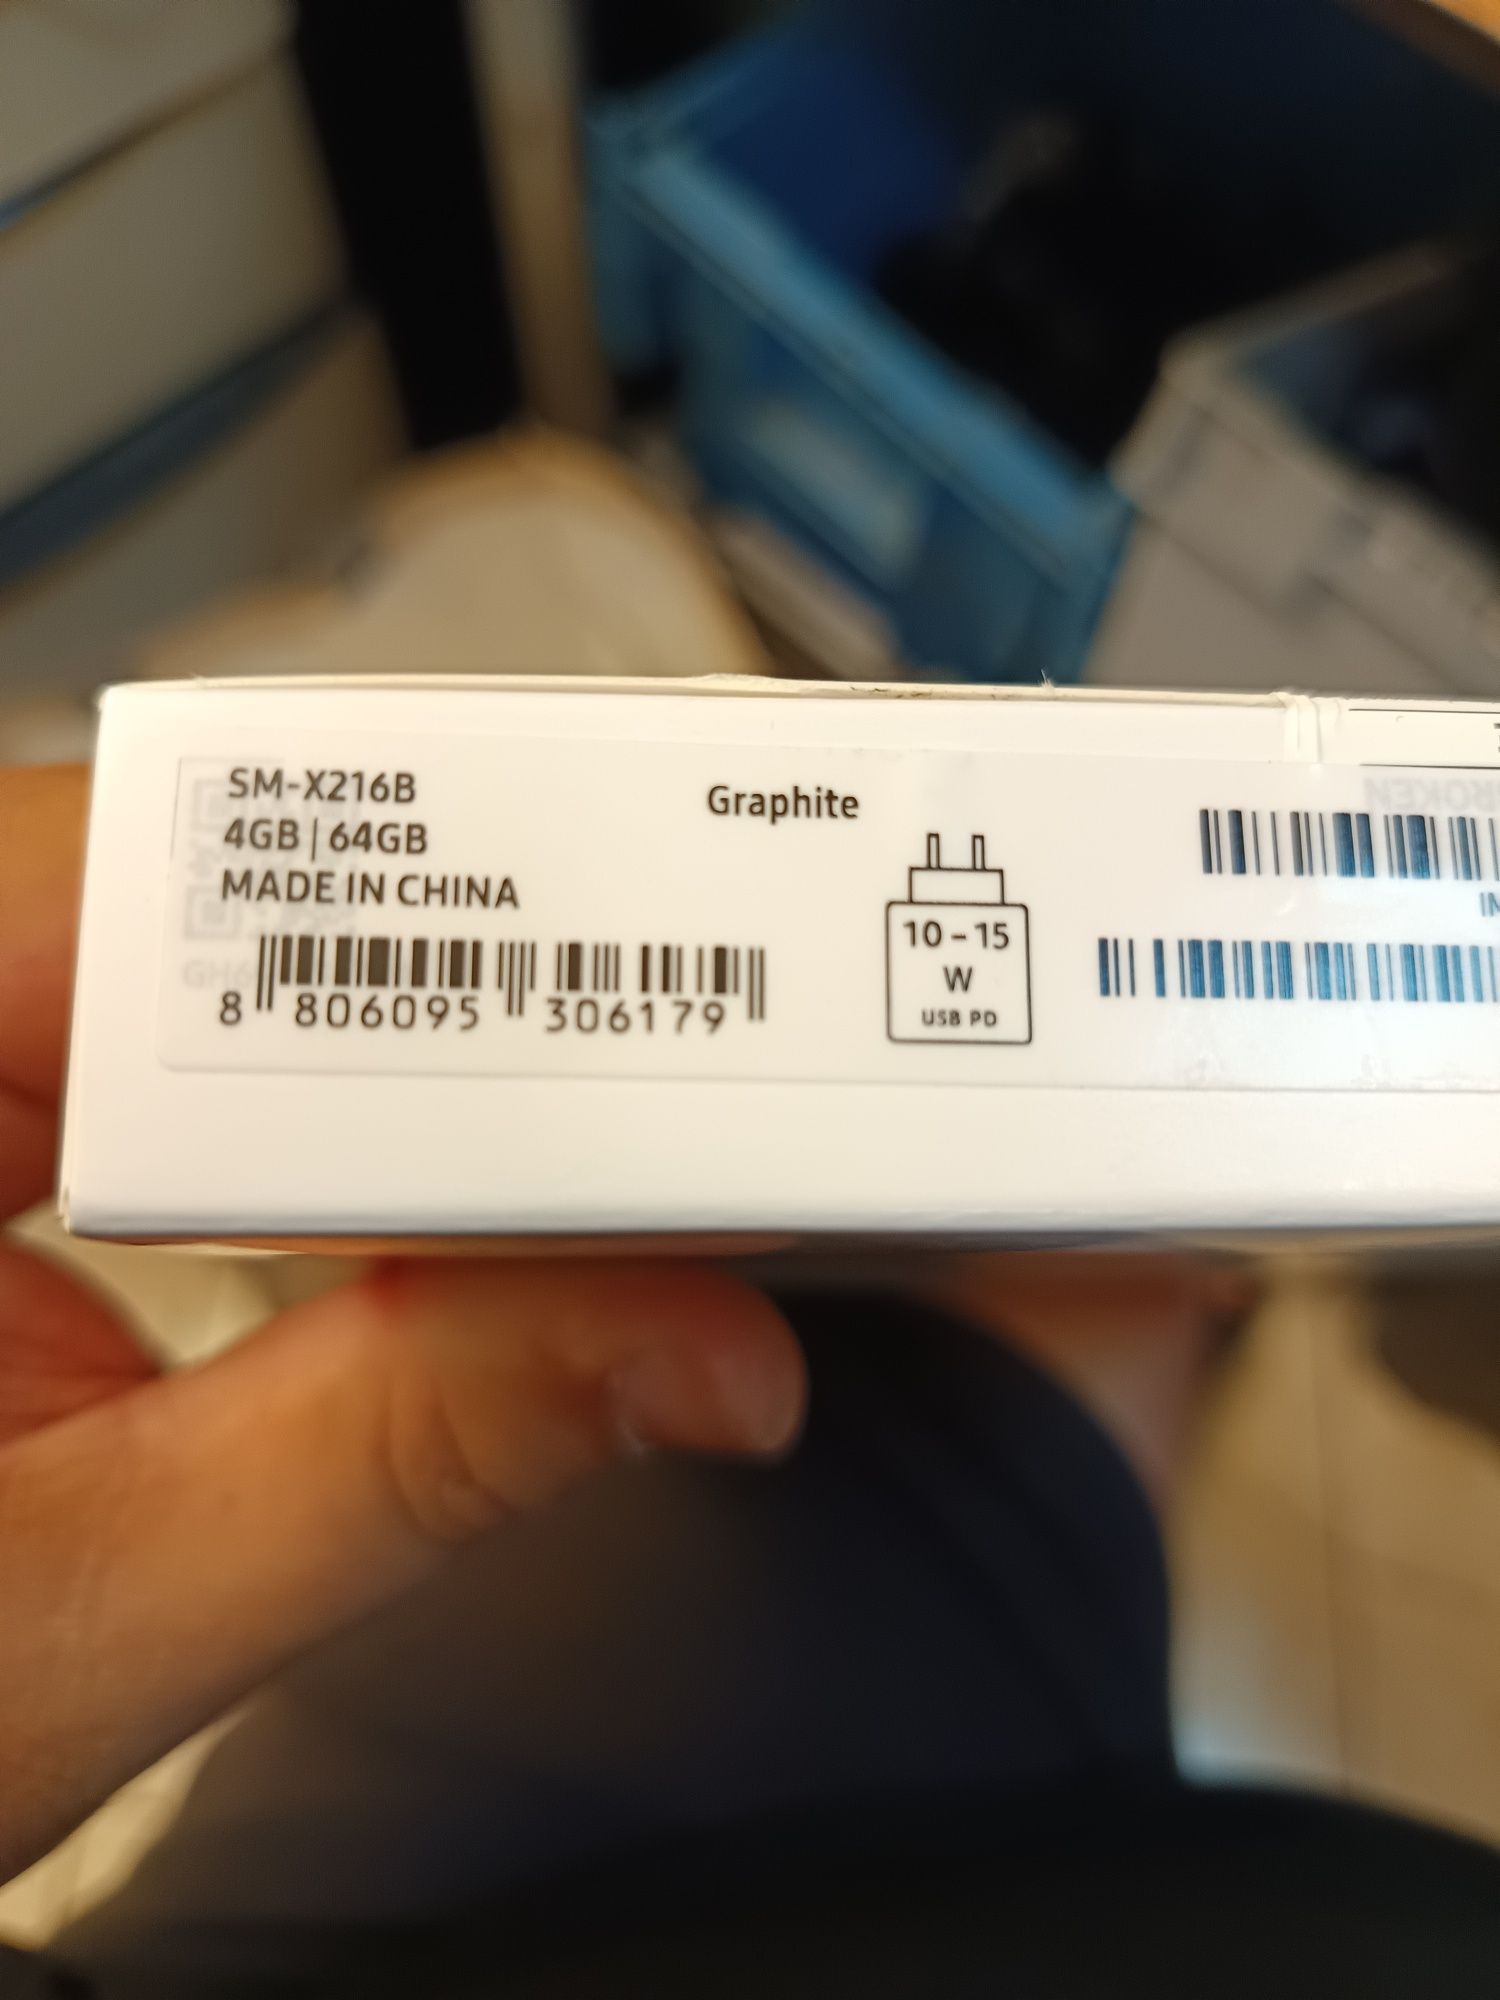 SM-X216B
4GB | 64GB
MADE IN CHINA
Graphite
10 – 15
W
USB PD
8 806095 306179